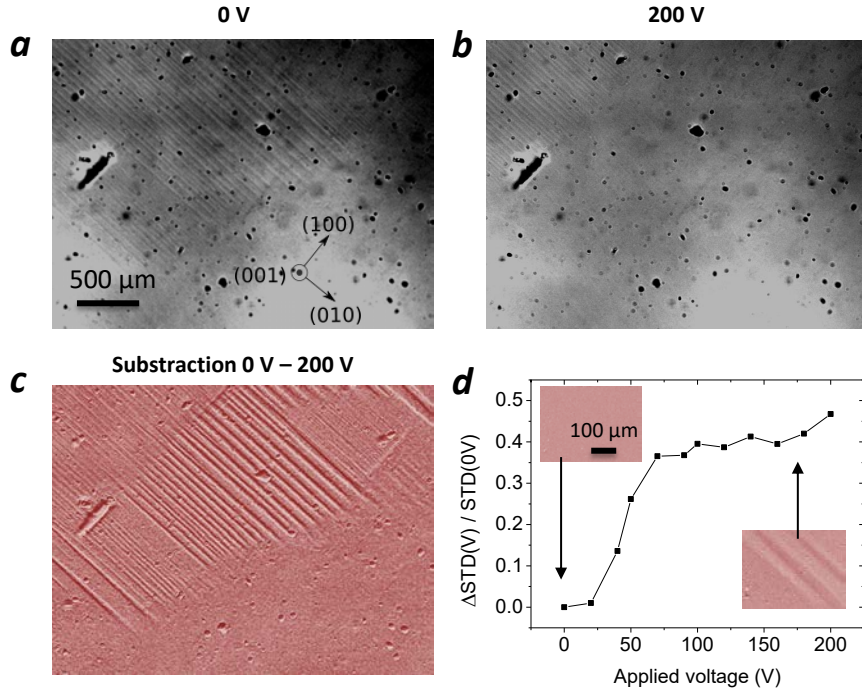 0 V
200 V
a
b
(100)
(001)
(010)
500 µm
Substraction 0 V – 200 V
c
d
0.5
0.4
0.3
0.2
0.1
0.0
ΔSTD(V) / STD(0V)
100 µm
0
50
100
150
200
Applied voltage (V)